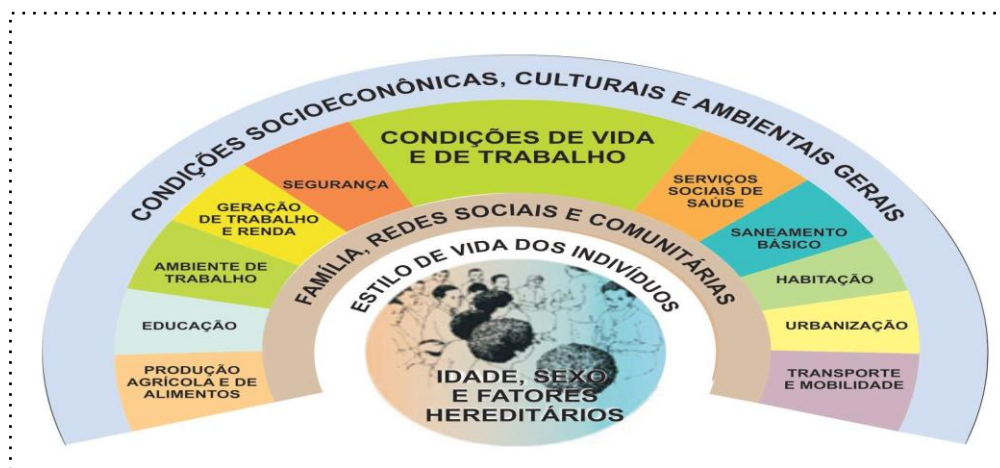 CONDIÇÕES SOCIOECONÔMICAS, CULTURAIS E AMBIENTAIS GERAIS
CONDIÇÕES DE VIDA
E DE TRABALHO
SEGURANÇA
GERAÇÃO
DE TRABALHO
E RENDA
AMBIENTE DE
TRABALHO
EDUCAÇÃO
PRODUÇÃO
AGRÍCOLA E DE
ALIMENTOS
SERVIÇOS
SOCIAIS DE
SAÚDE
SANEAMENTO
BÁSICO
HABITAÇÃO
URBANIZAÇÃO
TRANSPORTE
E MOBILIDADE
FAMÍLIA, REDES SOCIAIS E COMUNITÁRIAS
ESTILO DE VIDA DOS INDIVÍDUOS
IDADE, SEXO
E FATORES
HEREDITÁRIOS